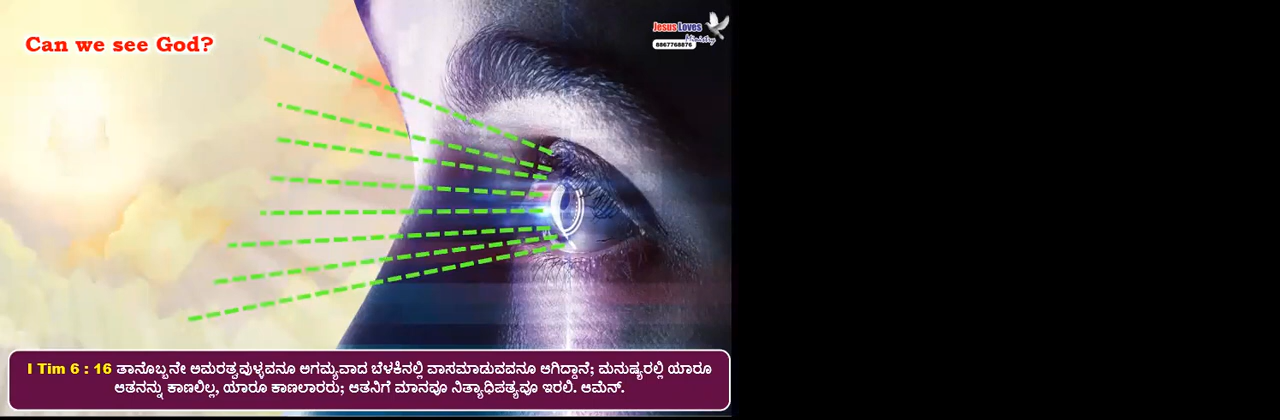 Can we see God?
Jesus Loves
Ministry
8867768876
I Tim 6 : 16 ತಾನೊಬ್ಬನೇ ಅಮರತ್ವವುಳ್ಳವನೂ ಅಗಮ್ಯವಾದ ಬೆಳಕಿನಲ್ಲಿ ವಾಸಮಾಡುವವನೂ ಆಗಿದ್ದಾನೆ; ಮನುಷ್ಯರಲ್ಲಿ ಯಾರೂ
ಆತನನ್ನು ಕಾಣಲಿಲ್ಲ, ಯಾರೂ ಕಾಣಲಾರರು; ಆತನಿಗೆ ಮಾನವೂ ನಿತ್ಯಾಧಿಪತ್ಯವೂ ಇರಲಿ. ಆಮೆನ್.